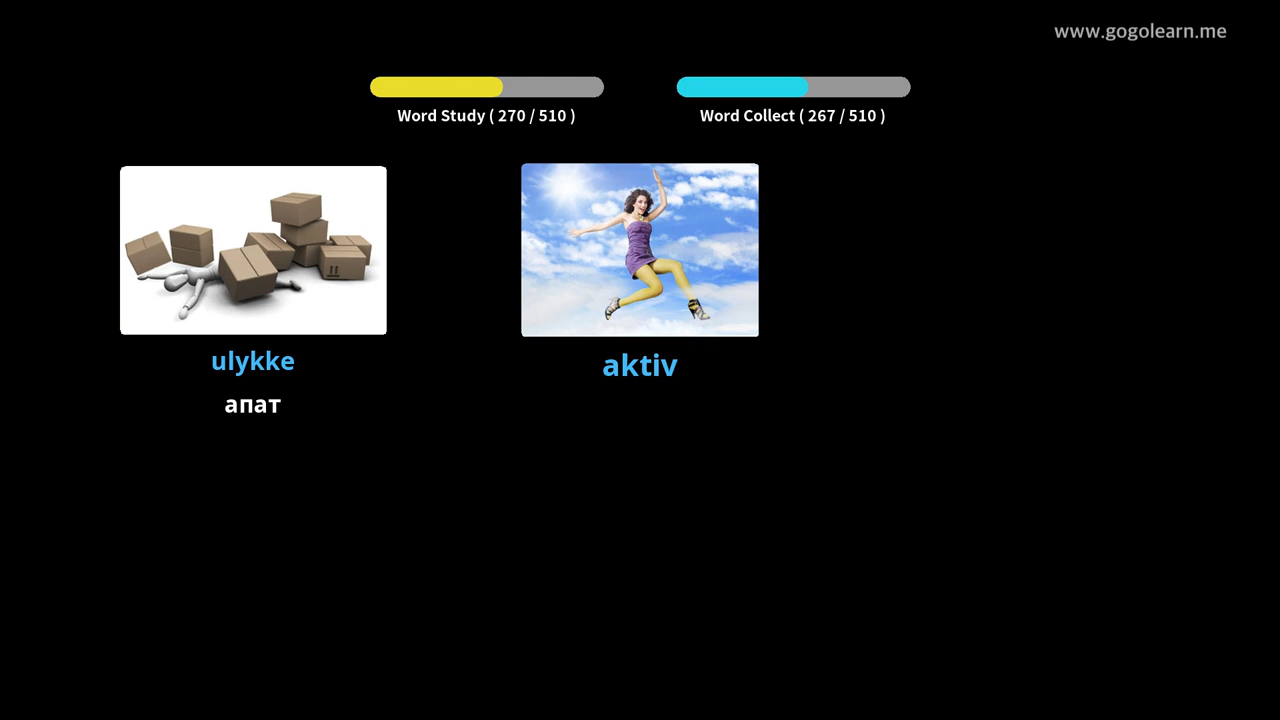 www.gogolearn.me
Word Study ( 270 / 510 )
Word Collect ( 267 / 510 )
ulykke
апат
aktiv